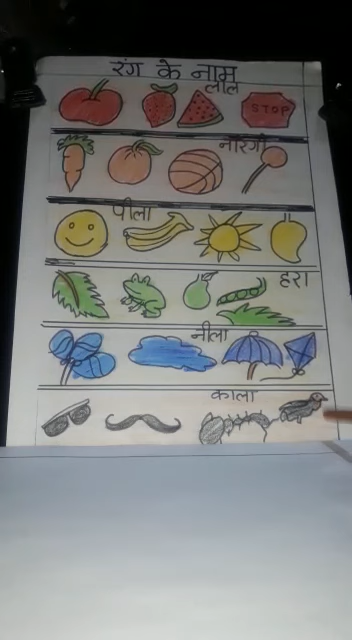 रंग के नाम
लाल
STOP
नारंगी
पीला
हरा
नीला
काला